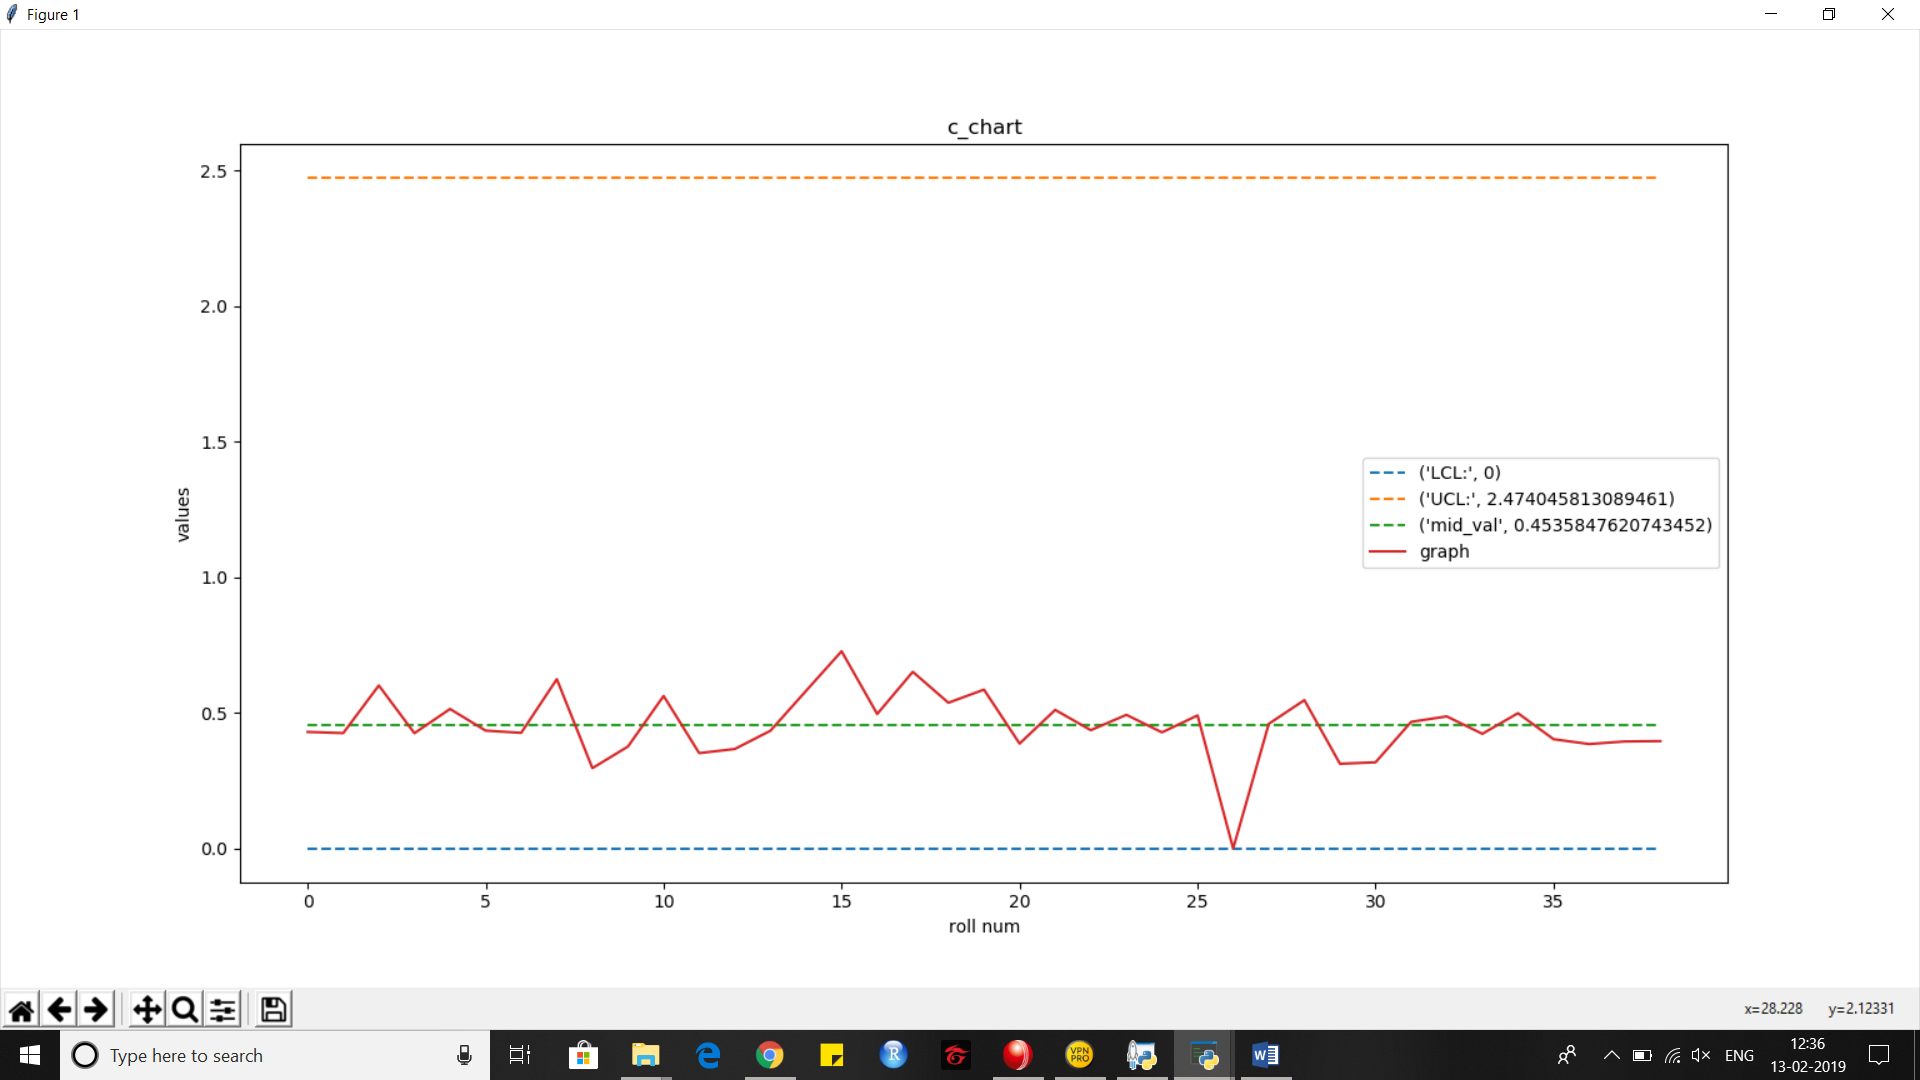 Figure 1
c_chart
2.5
2.0
1.5
1.0
0.5
0.0
values
('LCL:', 0)
('UCL:', 2.474045813089461)
('mid_val', 0.4535847620743452)
graph
0 5 10 15 20 25 30 35
roll num
x=28.228 y=2.12331
Type here to search
R
VPN PRO
W
ENG
12:36
13-02-2019